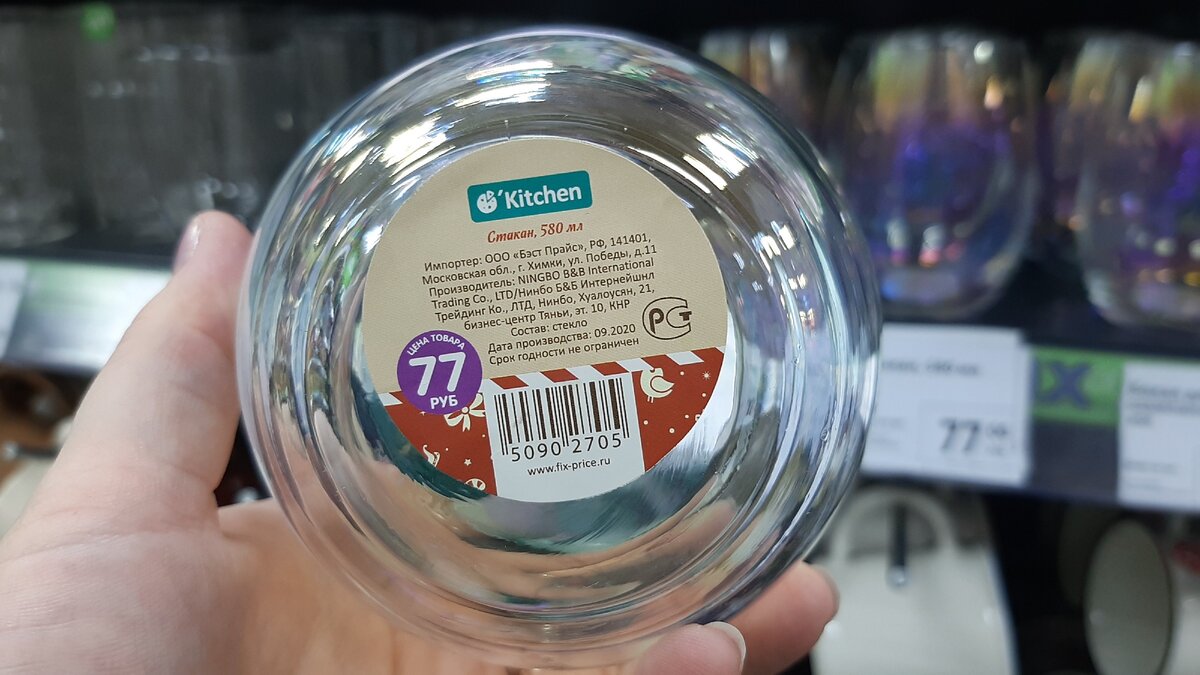 'Kitchen
Стакан, 580 мл
Импортер: ООО «Бэст Прайс», РФ, 141401,
Московская обл., г. Химки, ул. Победы, д.11
Производитель: NINGBO B&B International
Trading Co., LTD/Нинбо Б&Б Интернейшнл
Трейдинг Ко., ЛТД, Нинбо, Хуалоусян, 21,
бизнес-центр Тяньи, эт. 10, КНР
Состав: стекло
Дата производства: 09.2020
Срок годности не ограничен
РСТ
ЦЕНА ТОВАРА
77
РУБ
5090 2705
www.fix-price.ru
77